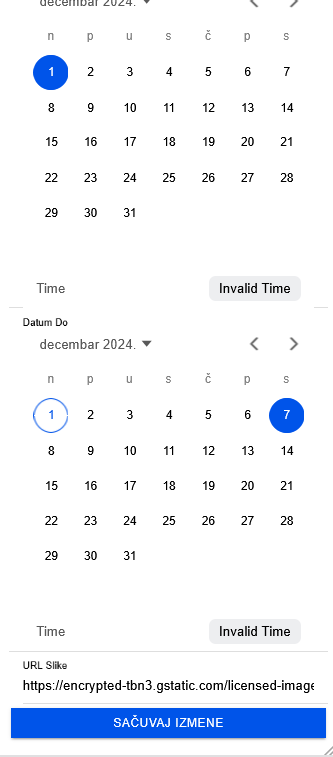 decembar 2024.
n p u s č p s
1 2 3 4 5 6 7
8 9 10 11 12 13 14
15 16 17 18 19 20 21
22 23 24 25 26 27 28
29 30 31
Time Invalid Time
Datum Do
decembar 2024.
n p u s č p s
1 2 3 4 5 6 7
8 9 10 11 12 13 14
15 16 17 18 19 20 21
22 23 24 25 26 27 28
29 30 31
Time Invalid Time
URL Slike
https://encrypted-tbn3.gstatic.com/licensed-image
SAČUVAJ IZMENE